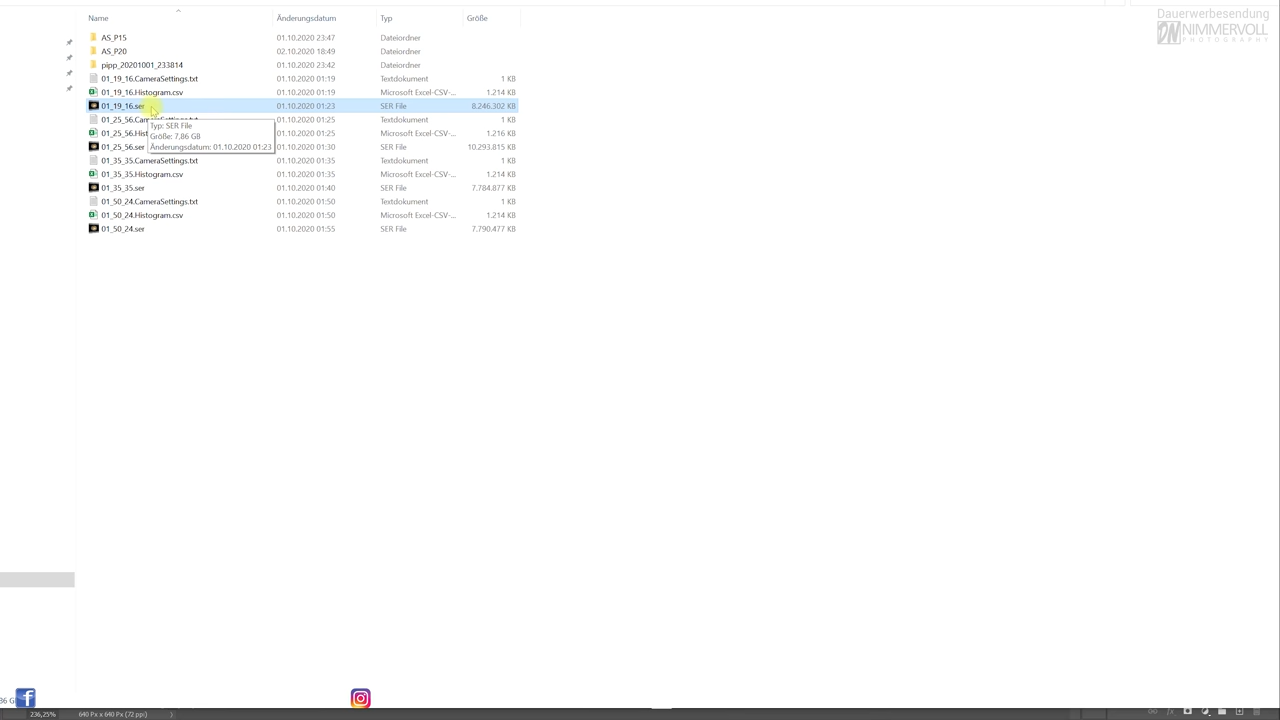 Dauerwerbesendung
NIMMERVOLL
PHOTOGRAPHY
Name Änderungsdatum Typ Größe
AS_P15 01.10.2020 23:47 Dateiordner
AS_P20 02.10.2020 18:49 Dateiordner
pipp_20201001_233814 01.10.2020 23:42 Dateiordner
01_19_16.CameraSettings.txt 01.10.2020 01:19 Textdokument 1 KB
01_19_16.Histogram.csv 01.10.2020 01:19 Microsoft Excel-CSV-... 1.214 KB
01_19_16.ser 01.10.2020 01:23 SER File 8.246.302 KB
01_25_56.CameraSettings.txt 01.10.2020 01:25 Textdokument 1 KB
Typ: SER File
01_25_56.Hist 01.10.2020 01:25 Microsoft Excel-CSV-... 1.216 KB
Größe: 7,86 GB
01_25_56.ser 01.10.2020 01:30 SER File 10.293.815 KB
Änderungsdatum: 01.10.2020 01:23
01_35_35.CameraSettings.txt 01.10.2020 01:35 Textdokument 1 KB
01_35_35.Histogram.csv 01.10.2020 01:35 Microsoft Excel-CSV-... 1.214 KB
01_35_35.ser 01.10.2020 01:40 SER File 7.784.877 KB
01_50_24.CameraSettings.txt 01.10.2020 01:50 Textdokument 1 KB
01_50_24.Histogram.csv 01.10.2020 01:50 Microsoft Excel-CSV-... 1.214 KB
01_50_24.ser 01.10.2020 01:55 SER File 7.790.477 KB
236,25% 640 Px x 640 Px (72 ppi)